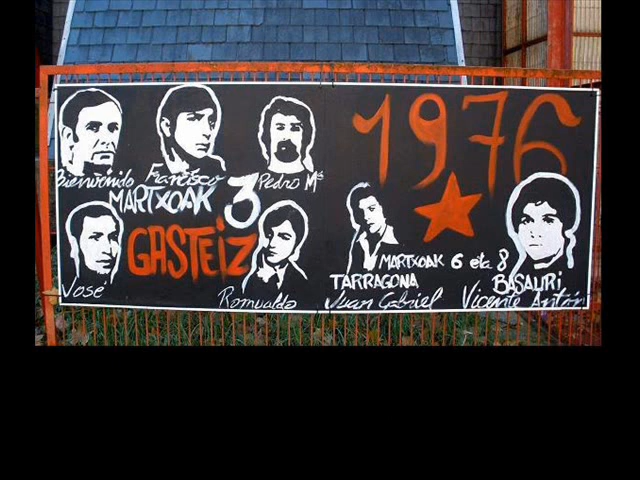 Bienvenido Francisco Pedro Mª
MARTXOAK 3
GASTEIZ
José
Romualdo
1976
MARTXOAK 6 eta 8
TARRAGONA
Juan Gabriel
BASAURI
Vicente Antón